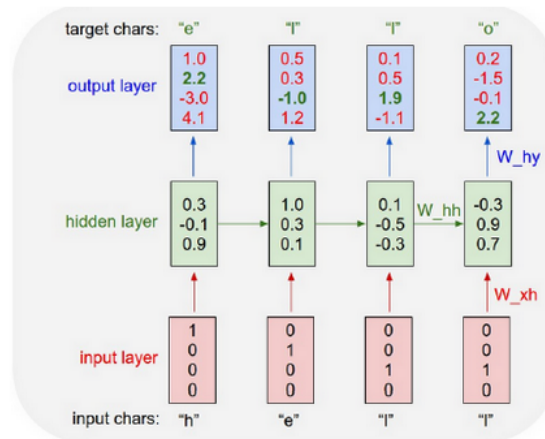 target chars: “e” “l” “l” “o”
output layer
1.0 0.5 0.1 0.2
2.2 0.3 0.5 -1.5
-3.0 -1.0 1.9 -0.1
4.1 1.2 -1.1 2.2
W_hy
hidden layer
0.3 1.0 0.1 W_hh -0.3
-0.1 0.3 -0.5 0.9
0.9 0.1 -0.3 0.7
W_xh
input layer
1 0 0 0
0 1 0 0
0 0 1 1
0 0 0 0
input chars: “h” “e” “l” “l”